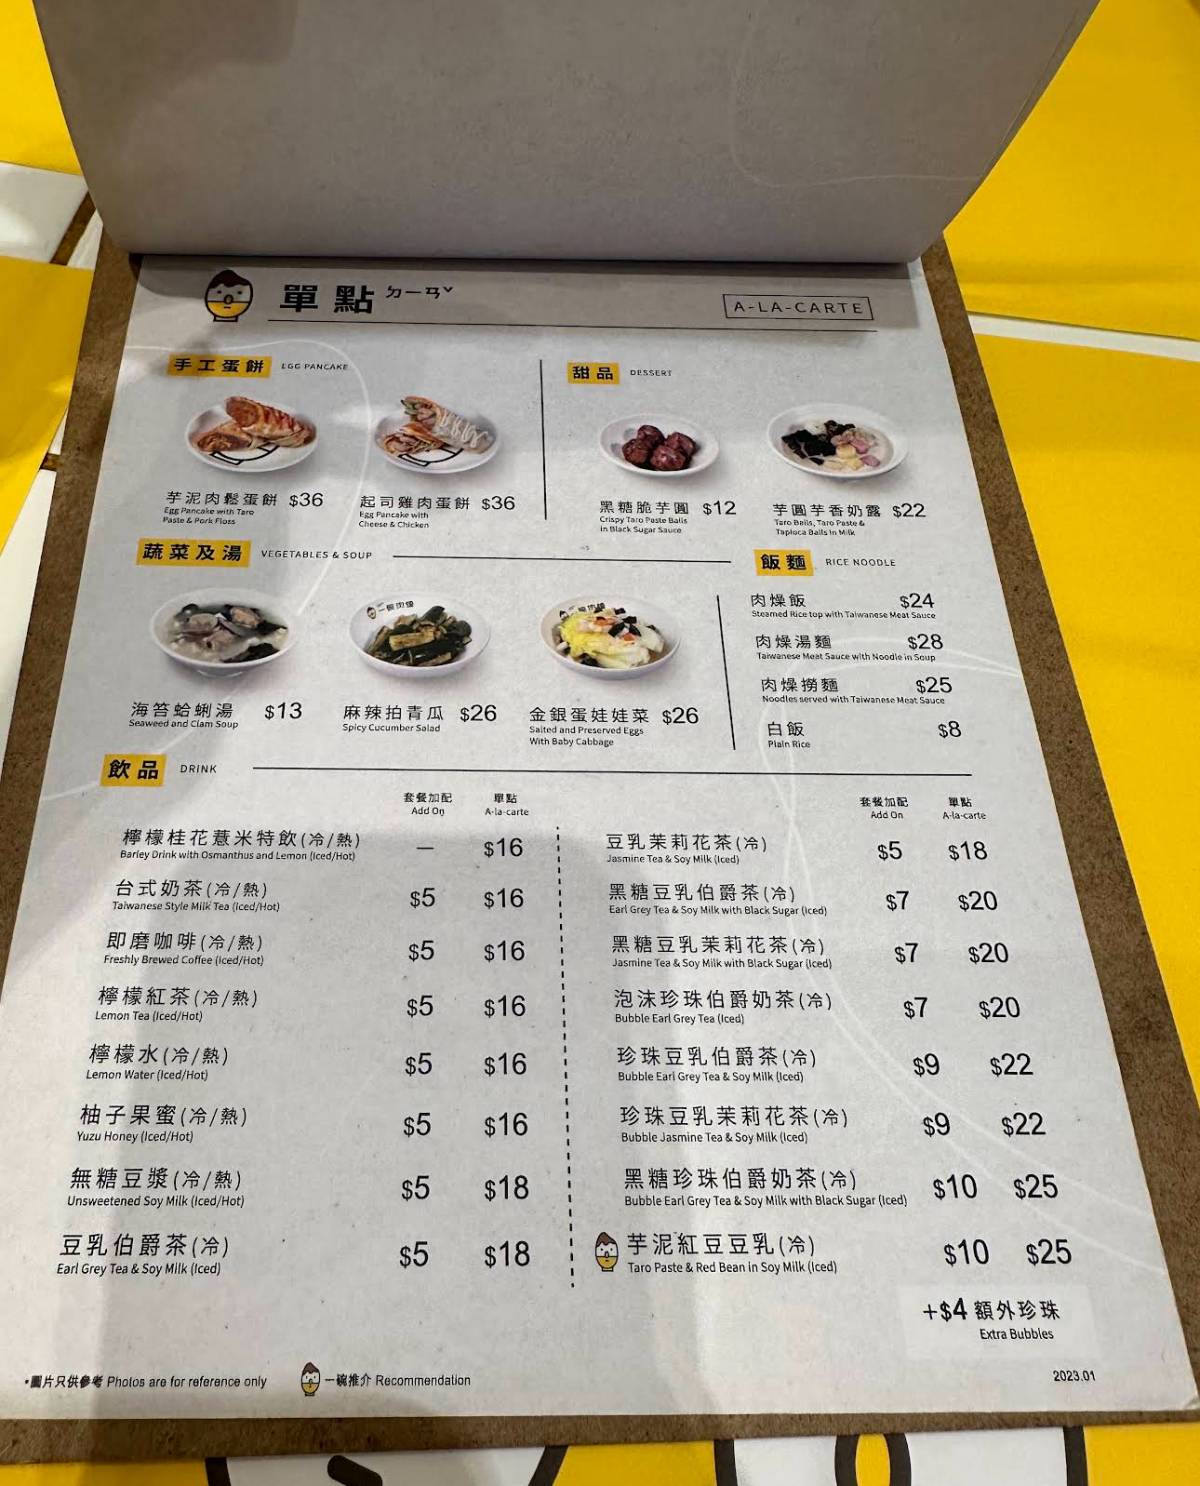 單點 ㄉㄧㄢˇ
A-LA-CARTE
手工蛋餅 EGG PANCAKE
芋泥肉鬆蛋餅 $36
Egg Pancake with Taro
Paste & Pork Floss
起司雞肉蛋餅 $36
Egg Pancake with
Cheese & Chicken
甜品 DESSERT
黑糖脆芋圓 $12
Crispy Taro Paste Balls
in Black Sugar Sauce
芋圓芋香奶露 $22
Taro Balls, Taro Paste &
Tapioca Balls in Milk
蔬菜及湯 VEGETABLES & SOUP
海苔蛤蜊湯 $13
Seaweed and Clam Soup
麻辣拍青瓜 $26
Spicy Cucumber Salad
金銀蛋娃娃菜 $26
Salted and Preserved Eggs
With Baby Cabbage
飯麵 RICE NOODLE
肉燥飯 $24
Steamed Rice top with Taiwanese Meat Sauce
肉燥湯麵 $28
Taiwanese Meat Sauce with Noodle in Soup
肉燥撈麵 $25
Noodles served with Taiwanese Meat Sauce
白飯 $8
Plain Rice
飲品 DRINK
套餐加配 單點
Add On A-la-carte
檸檬桂花薏米特飲(冷/熱) — $16
Barley Drink with Osmanthus and Lemon (Iced/Hot)
台式奶茶(冷/熱) $5 $16
Taiwanese Style Milk Tea (Iced/Hot)
即磨咖啡(冷/熱) $5 $16
Freshly Brewed Coffee (Iced/Hot)
檸檬紅茶(冷/熱) $5 $16
Lemon Tea (Iced/Hot)
檸檬水(冷/熱) $5 $16
Lemon Water (Iced/Hot)
柚子果蜜(冷/熱) $5 $16
Yuzu Honey (Iced/Hot)
無糖豆漿(冷/熱) $5 $18
Unsweetened Soy Milk (Iced/Hot)
豆乳伯爵茶(冷) $5 $18
Earl Grey Tea & Soy Milk (Iced)
套餐加配 單點
Add On A-la-carte
豆乳茉莉花茶(冷) $5 $18
Jasmine Tea & Soy Milk (Iced)
黑糖豆乳伯爵茶(冷) $7 $20
Earl Grey Tea & Soy Milk with Black Sugar (Iced)
黑糖豆乳茉莉花茶(冷) $7 $20
Jasmine Tea & Soy Milk with Black Sugar (Iced)
泡沫珍珠伯爵奶茶(冷) $7 $20
Bubble Earl Grey Tea (Iced)
珍珠豆乳伯爵茶(冷) $9 $22
Bubble Earl Grey Tea & Soy Milk (Iced)
珍珠豆乳茉莉花茶(冷) $9 $22
Bubble Jasmine Tea & Soy Milk (Iced)
黑糖珍珠伯爵奶茶(冷) $10 $25
Bubble Earl Grey Tea & Soy Milk with Black Sugar (Iced)
芋泥紅豆豆乳(冷) $10 $25
Taro Paste & Red Bean in Soy Milk (Iced)
+$4 額外珍珠
Extra Bubbles
*圖片只供參考 Photos are for reference only
一碗推介 Recommendation
2023.01